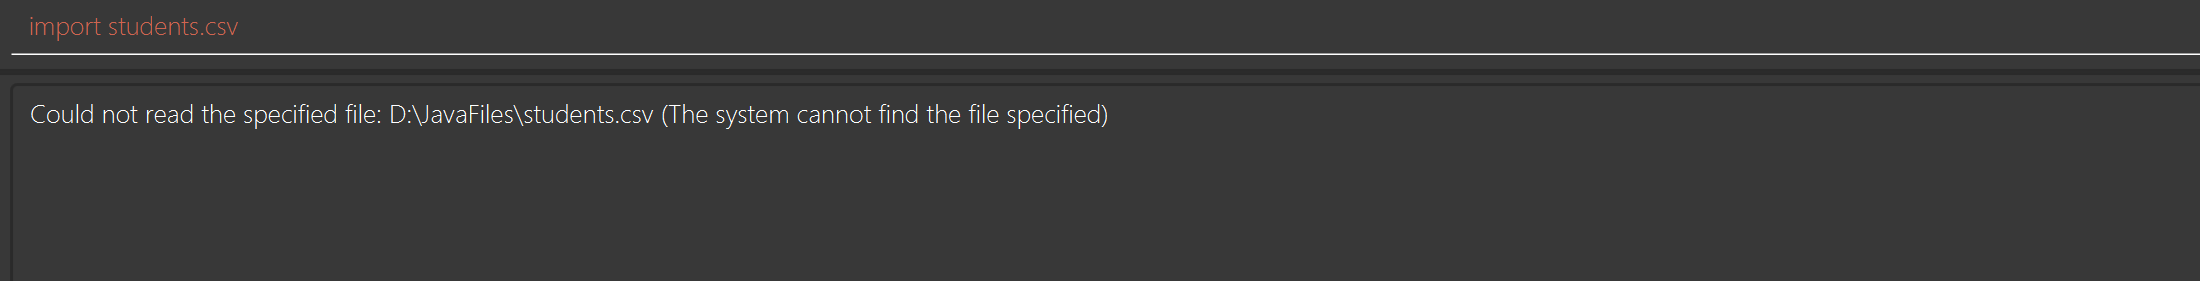 import students.csv
Could not read the specified file: D:\JavaFiles\students.csv (The system cannot find the file specified)